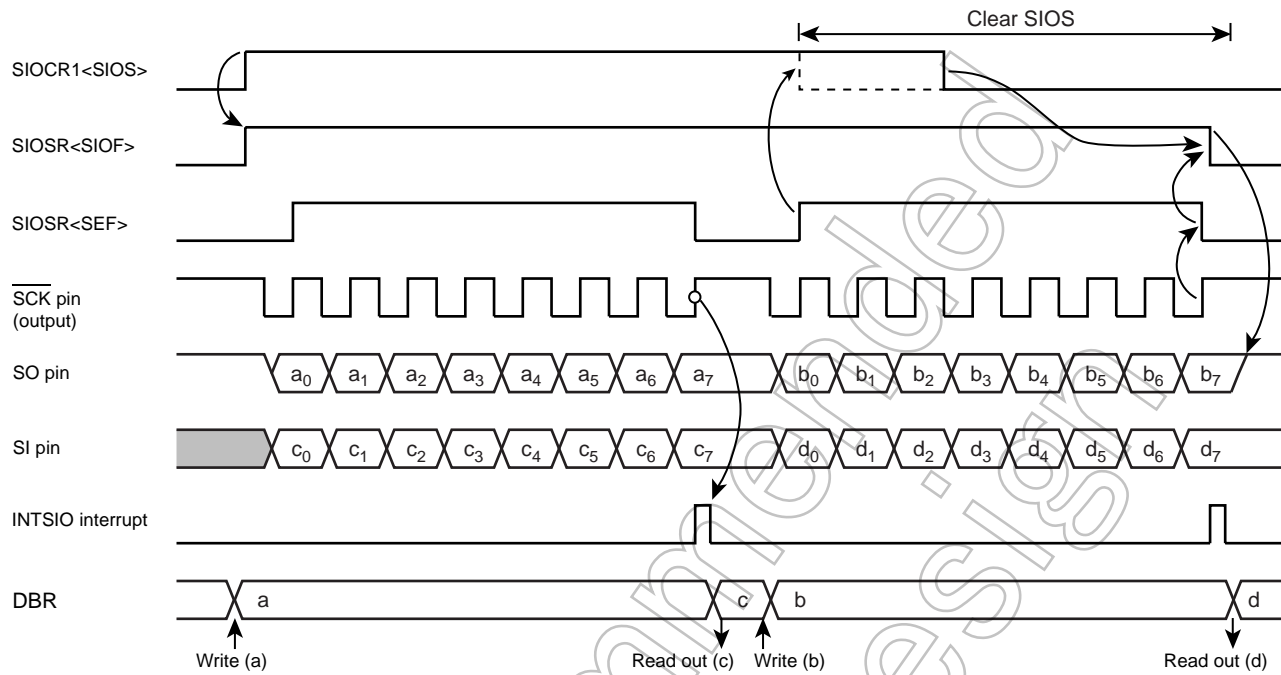 Clear SIOS
SIOCR1<SIOS>
SIOSR<SIOF>
SIOSR<SEF>
SCK pin
(output)
SO pin
a0 a1 a2 a3 a4 a5 a6 a7 b0 b1 b2 b3 b4 b5 b6 b7
SI pin
c0 c1 c2 c3 c4 c5 c6 c7 d0 d1 d2 d3 d4 d5 d6 d7
INTSIO interrupt
DBR
a c b d
Write (a) Read out (c) Write (b) Read out (d)